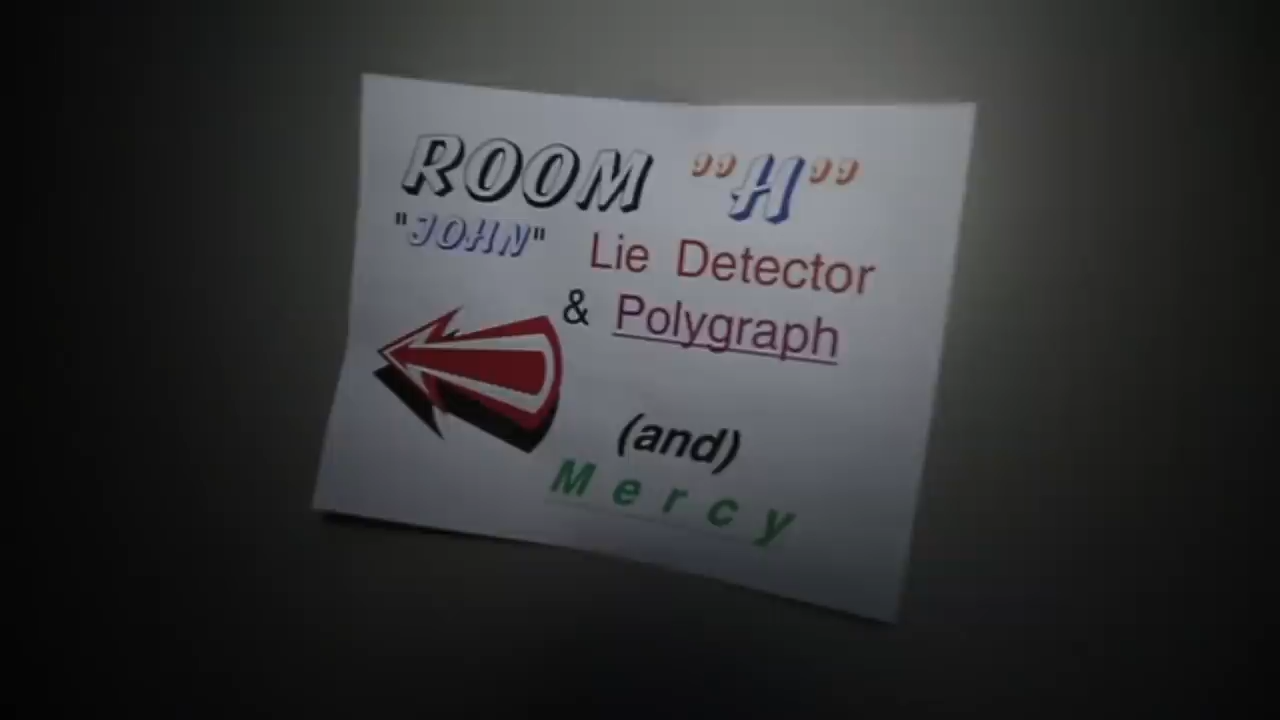 ROOM "H"
"JOHN" Lie Detector
& Polygraph
(and)
Mercy